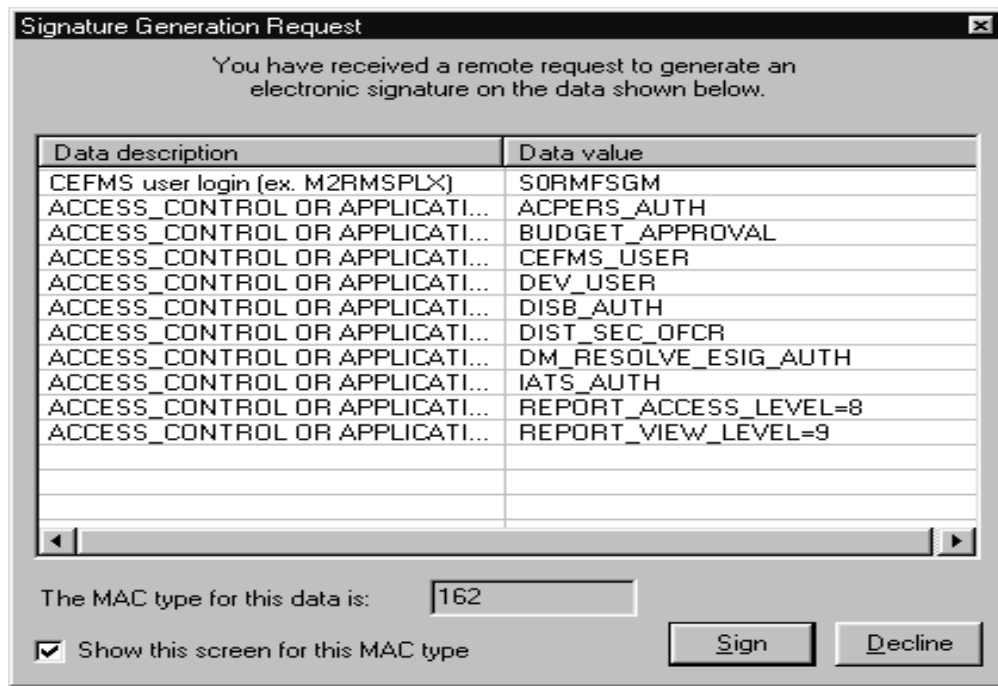 Signature Generation Request
You have received a remote request to generate an
electronic signature on the data shown below.
Data description Data value
CEFMS user login (ex. M2RMSPLX) S0RMFSGM
ACCESS_CONTROL OR APPLICATI... ACPERS_AUTH
ACCESS_CONTROL OR APPLICATI... BUDGET_APPROVAL
ACCESS_CONTROL OR APPLICATI... CEFMS_USER
ACCESS_CONTROL OR APPLICATI... DEV_USER
ACCESS_CONTROL OR APPLICATI... DISB_AUTH
ACCESS_CONTROL OR APPLICATI... DIST_SEC_OFCR
ACCESS_CONTROL OR APPLICATI... DM_RESOLVE_ESIG_AUTH
ACCESS_CONTROL OR APPLICATI... IATS_AUTH
ACCESS_CONTROL OR APPLICATI... REPORT_ACCESS_LEVEL=8
ACCESS_CONTROL OR APPLICATI... REPORT_VIEW_LEVEL=9
The MAC type for this data is: 162
Show this screen for this MAC type
Sign Decline